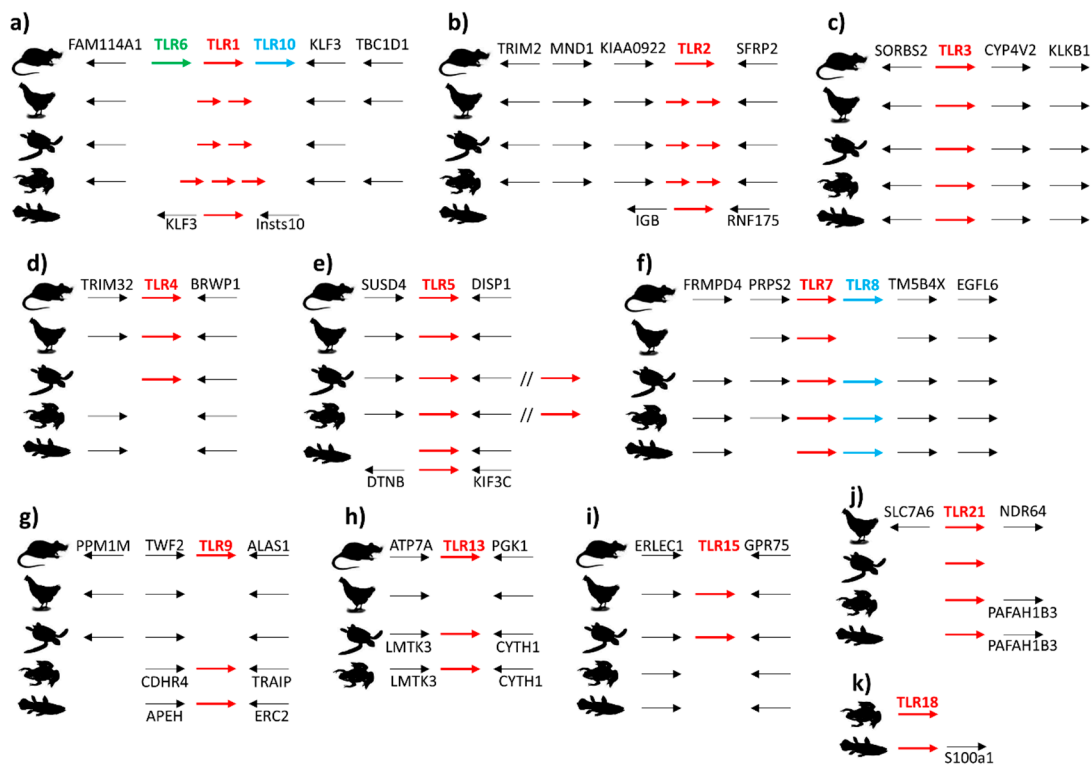 a)
FAM114A1 TLR6 TLR1 TLR10 KLF3 TBC1D1
KLF3 Insts10
b)
TRIM2 MND1 KIAA0922 TLR2 SFRP2
IGB RNF175
c)
SORBS2 TLR3 CYP4V2 KLKB1
d)
TRIM32 TLR4 BRWP1
e)
SUSD4 TLR5 DISP1
//
//
DTNB KIF3C
f)
FRMPD4 PRPS2 TLR7 TLR8 TM5B4X EGFL6
g)
PPM1M TWF2 TLR9 ALAS1
CDHR4 TRAIP
APEH ERC2
h)
ATP7A TLR13 PGK1
LMTK3 CYTH1
LMTK3 CYTH1
i)
ERLEC1 TLR15 GPR75
j)
SLC7A6 TLR21 NDR64
PAFAH1B3
PAFAH1B3
k)
TLR18
S100a1